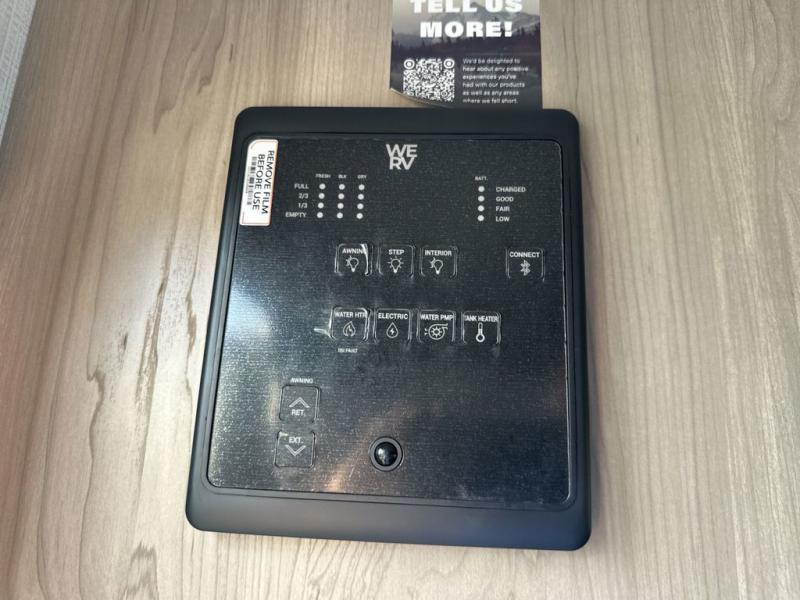 TELL US
MORE!
We'd be delighted to
hear about any positive
experiences you've
had with our products
as well as any areas
where we fell short.
REMOVE FILM
BEFORE USE
WE
RV
FRESH BLK GRY
FULL
2/3
1/3
EMPTY
BATT.
CHARGED
GOOD
FAIR
LOW
AWNING STEP INTERIOR CONNECT
WATER HTR ELECTRIC WATER PMP TANK HEATER
DSI FAULT
AWNING
RET.
EXT.